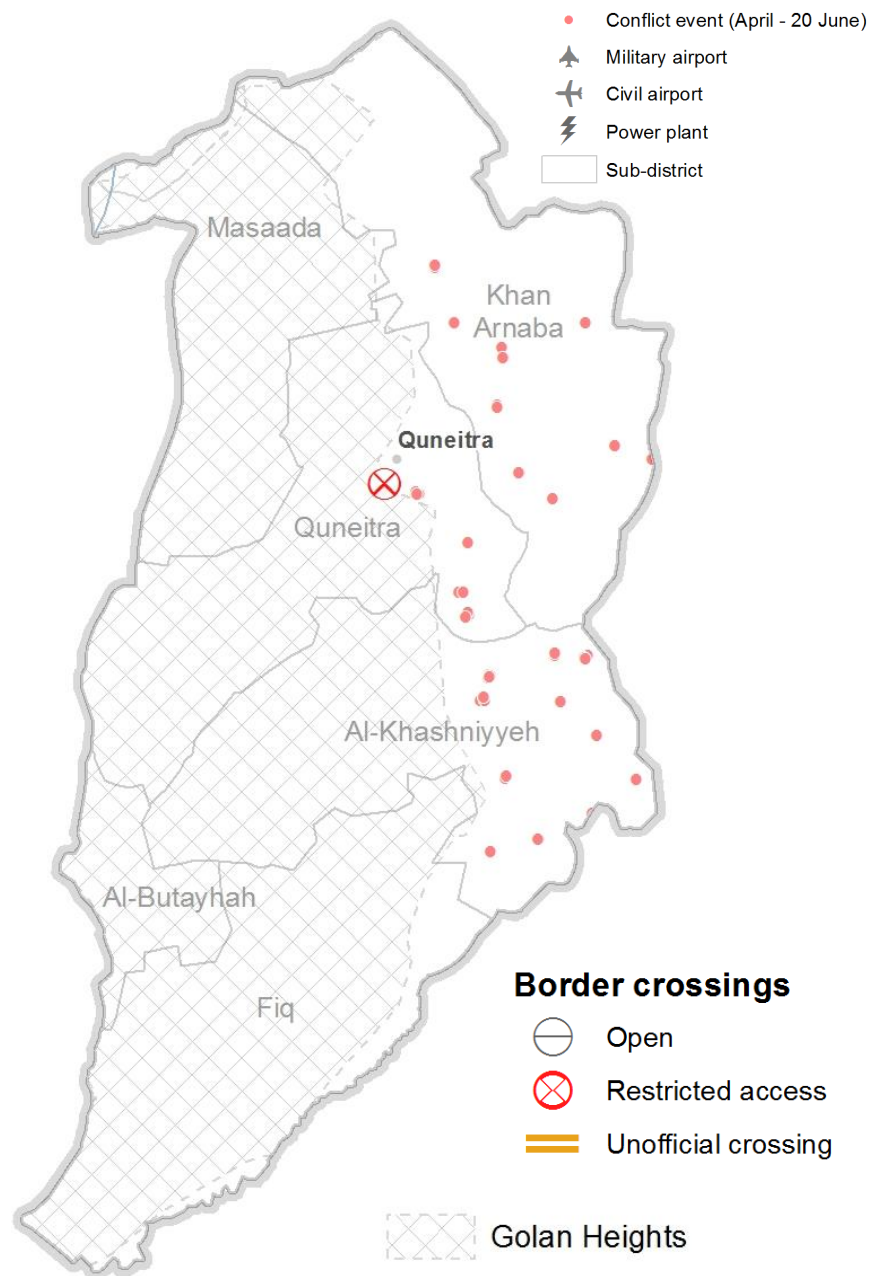 Conflict event (April - 20 June)
Military airport
Civil airport
Power plant
Sub-district
Masaada
Khan
Arnaba
Quneitra
Quneitra
Al-Khashniyyeh
Al-Butayhah
Fiq
Border crossings
Open
Restricted access
Unofficial crossing
Golan Heights